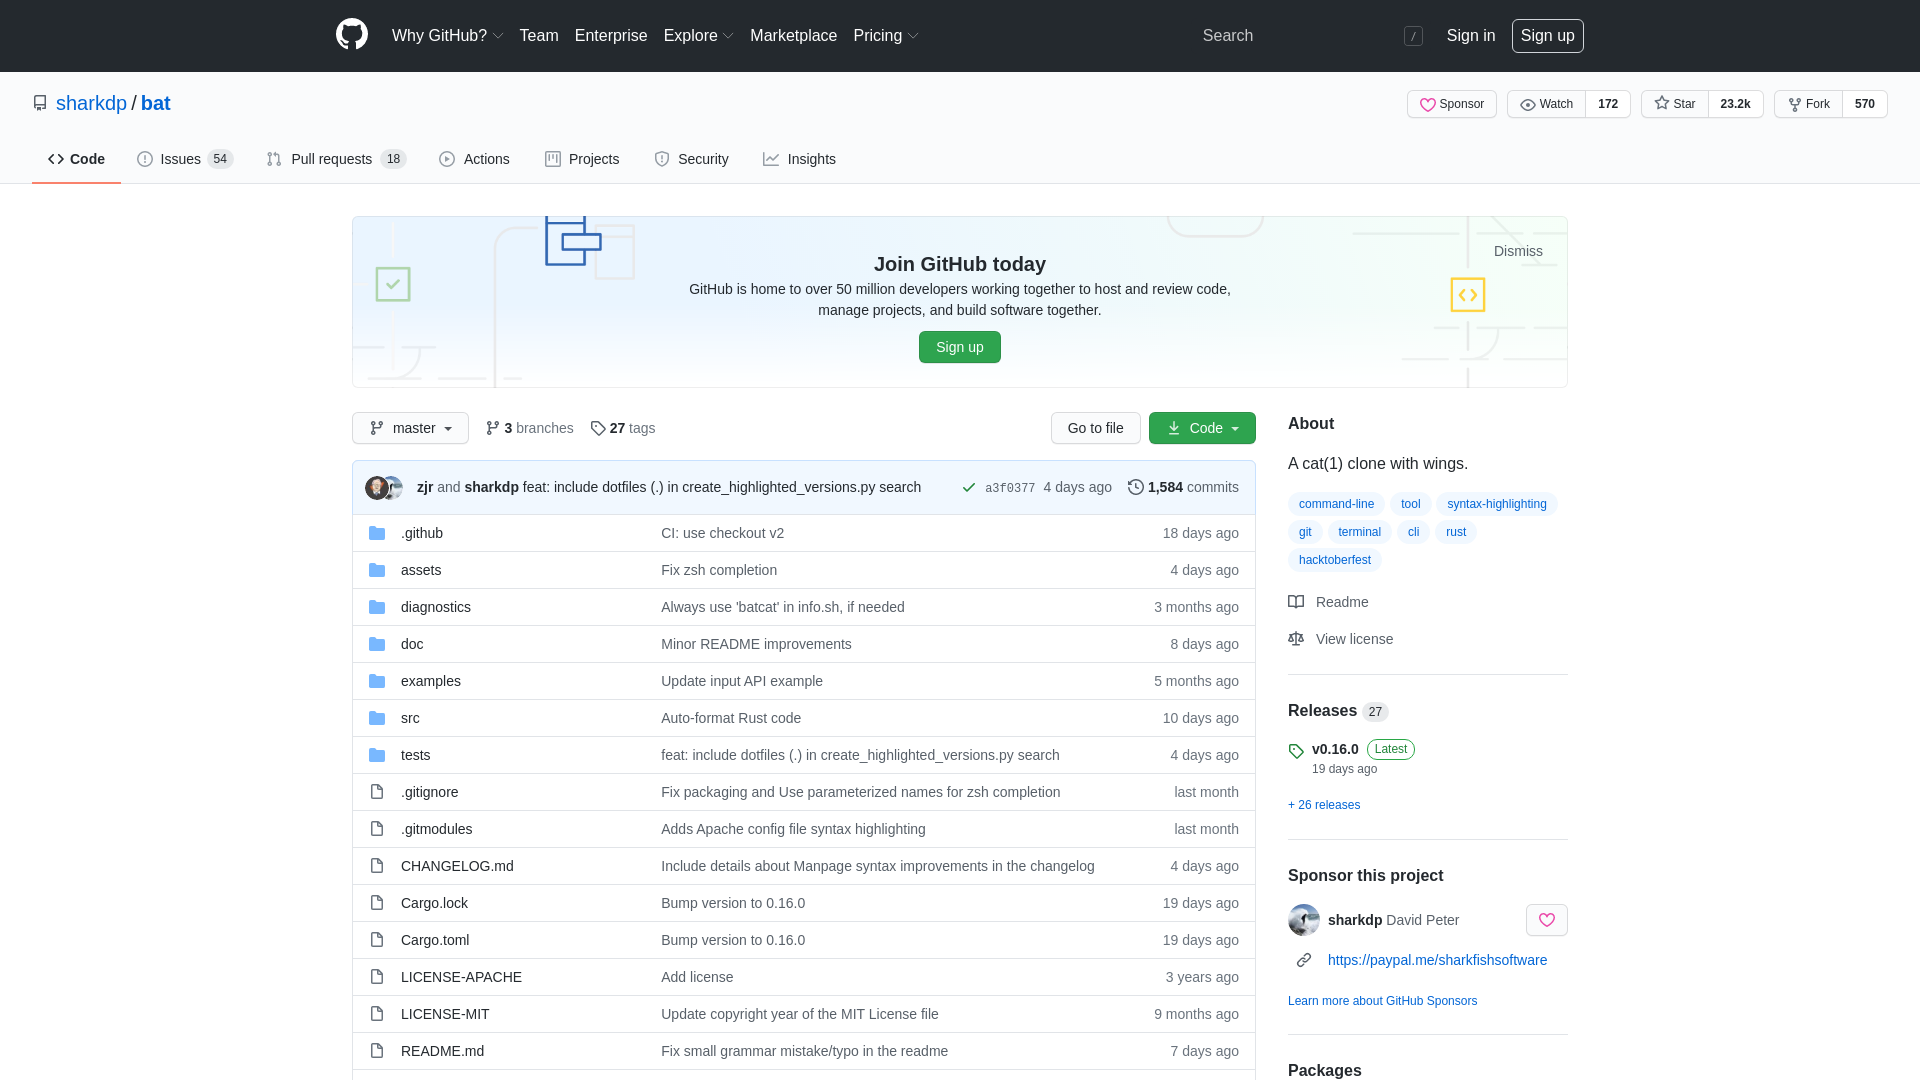 Why GitHub? Team Enterprise Explore Marketplace Pricing Search / Sign in Sign up
sharkdp / bat Sponsor Watch 172 Star 23.2k Fork 570
Code Issues 54 Pull requests 18 Actions Projects Security Insights
Dismiss
Join GitHub today
GitHub is home to over 50 million developers working together to host and review code,
manage projects, and build software together.
Sign up
master 3 branches 27 tags Go to file Code
zjr and sharkdp feat: include dotfiles (.) in create_highlighted_versions.py search a3f0377 4 days ago 1,584 commits
.github CI: use checkout v2 18 days ago
assets Fix zsh completion 4 days ago
diagnostics Always use 'batcat' in info.sh, if needed 3 months ago
doc Minor README improvements 8 days ago
examples Update input API example 5 months ago
src Auto-format Rust code 10 days ago
tests feat: include dotfiles (.) in create_highlighted_versions.py search 4 days ago
.gitignore Fix packaging and Use parameterized names for zsh completion last month
.gitmodules Adds Apache config file syntax highlighting last month
CHANGELOG.md Include details about Manpage syntax improvements in the changelog 4 days ago
Cargo.lock Bump version to 0.16.0 19 days ago
Cargo.toml Bump version to 0.16.0 19 days ago
LICENSE-APACHE Add license 3 years ago
LICENSE-MIT Update copyright year of the MIT License file 9 months ago
README.md Fix small grammar mistake/typo in the readme 7 days ago
About
A cat(1) clone with wings.
command-line tool syntax-highlighting
git terminal cli rust
hacktoberfest
Readme
View license
Releases 27
v0.16.0 Latest
19 days ago
+ 26 releases
Sponsor this project
sharkdp David Peter
https://paypal.me/sharkfishsoftware
Learn more about GitHub Sponsors
Packages